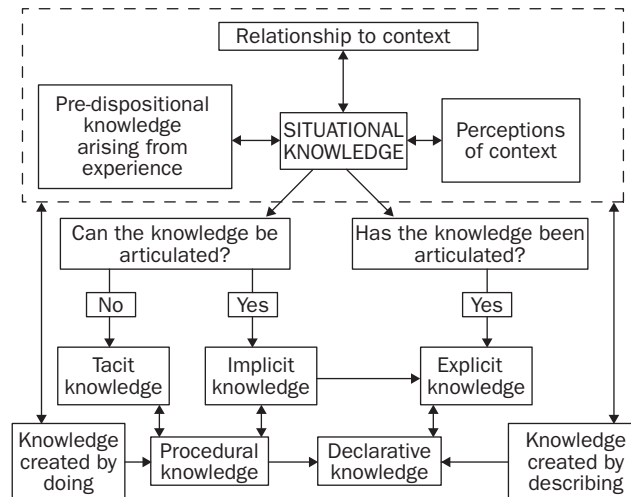 Relationship to context
Pre-dispositional
knowledge
arising from
experience
SITUATIONAL
KNOWLEDGE
Perceptions
of context
Can the knowledge be
articulated?
Has the knowledge been
articulated?
No
Yes
Yes
Tacit
knowledge
Implicit
knowledge
Explicit
knowledge
Knowledge
created by
doing
Procedural
knowledge
Declarative
knowledge
Knowledge
created by
describing